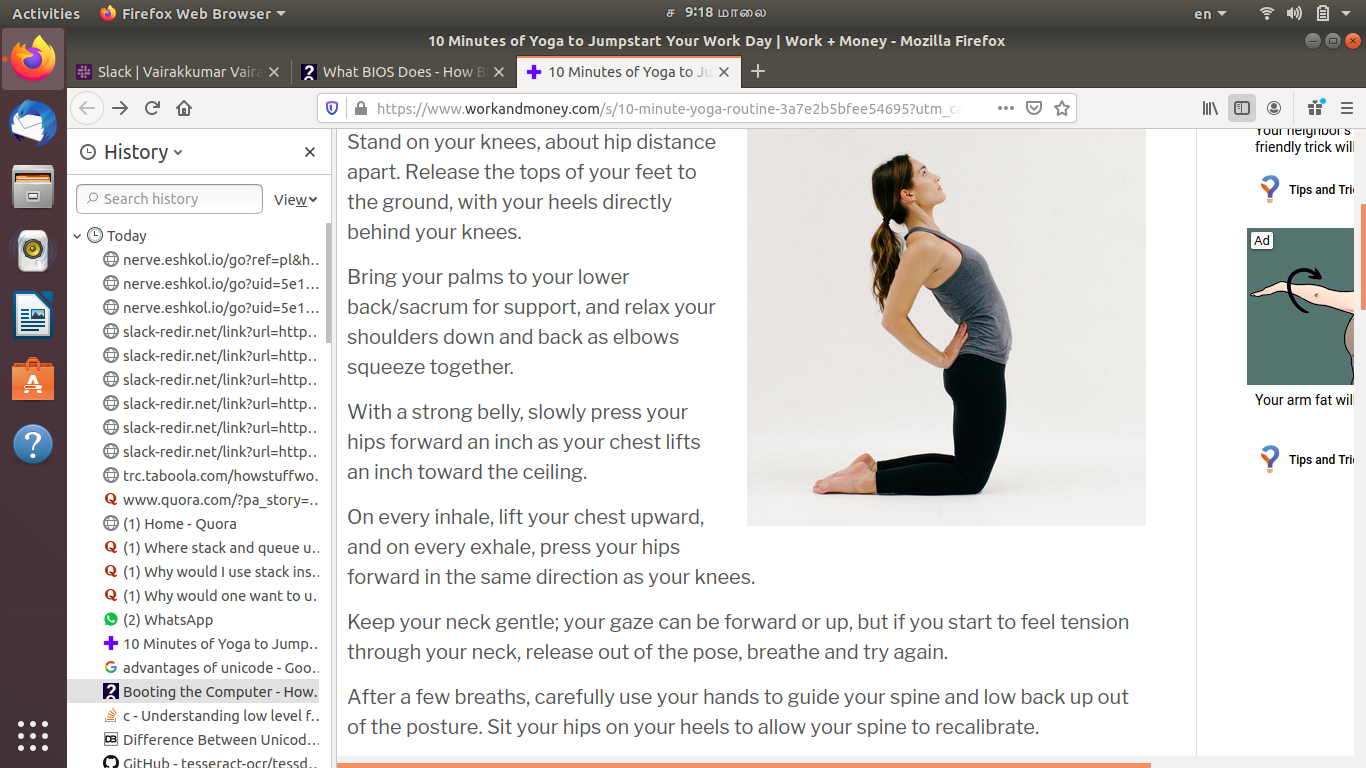 Activities
Firefox Web Browser
ச 9:18 மாலை
en
10 Minutes of Yoga to Jumpstart Your Work Day | Work + Money - Mozilla Firefox
Slack | Vairakkumar Vaira
What BIOS Does - How B
10 Minutes of Yoga to Ju
https://www.workandmoney.com/s/10-minute-yoga-routine-3a7e2b5bfee54695?utm_ca
History
Search history
View
Today
nerve.eshkol.io/go?ref=pl&h…
nerve.eshkol.io/go?uid=5e1…
nerve.eshkol.io/go?uid=5e1…
slack-redir.net/link?url=http…
slack-redir.net/link?url=http…
slack-redir.net/link?url=http…
slack-redir.net/link?url=http…
slack-redir.net/link?url=http…
slack-redir.net/link?url=http…
trc.taboola.com/howstuffwo…
www.quora.com/?pa_story=…
(1) Home - Quora
(1) Where stack and queue u…
(1) Why would I use stack ins…
(1) Why would one want to u…
(2) WhatsApp
10 Minutes of Yoga to Jump…
advantages of unicode - Goo…
Booting the Computer - How…
c - Understanding low level f…
Difference Between Unicod…
GitHub - tesseract-ocr/tessd…
Stand on your knees, about hip distance
apart. Release the tops of your feet to
the ground, with your heels directly
behind your knees.
Bring your palms to your lower
back/sacrum for support, and relax your
shoulders down and back as elbows
squeeze together.
With a strong belly, slowly press your
hips forward an inch as your chest lifts
an inch toward the ceiling.
On every inhale, lift your chest upward,
and on every exhale, press your hips
forward in the same direction as your knees.
Keep your neck gentle; your gaze can be forward or up, but if you start to feel tension
through your neck, release out of the pose, breathe and try again.
After a few breaths, carefully use your hands to guide your spine and low back up out
of the posture. Sit your hips on your heels to allow your spine to recalibrate.
Your neighbor's
friendly trick will
Tips and Tric
Ad
Your arm fat will
Tips and Tric